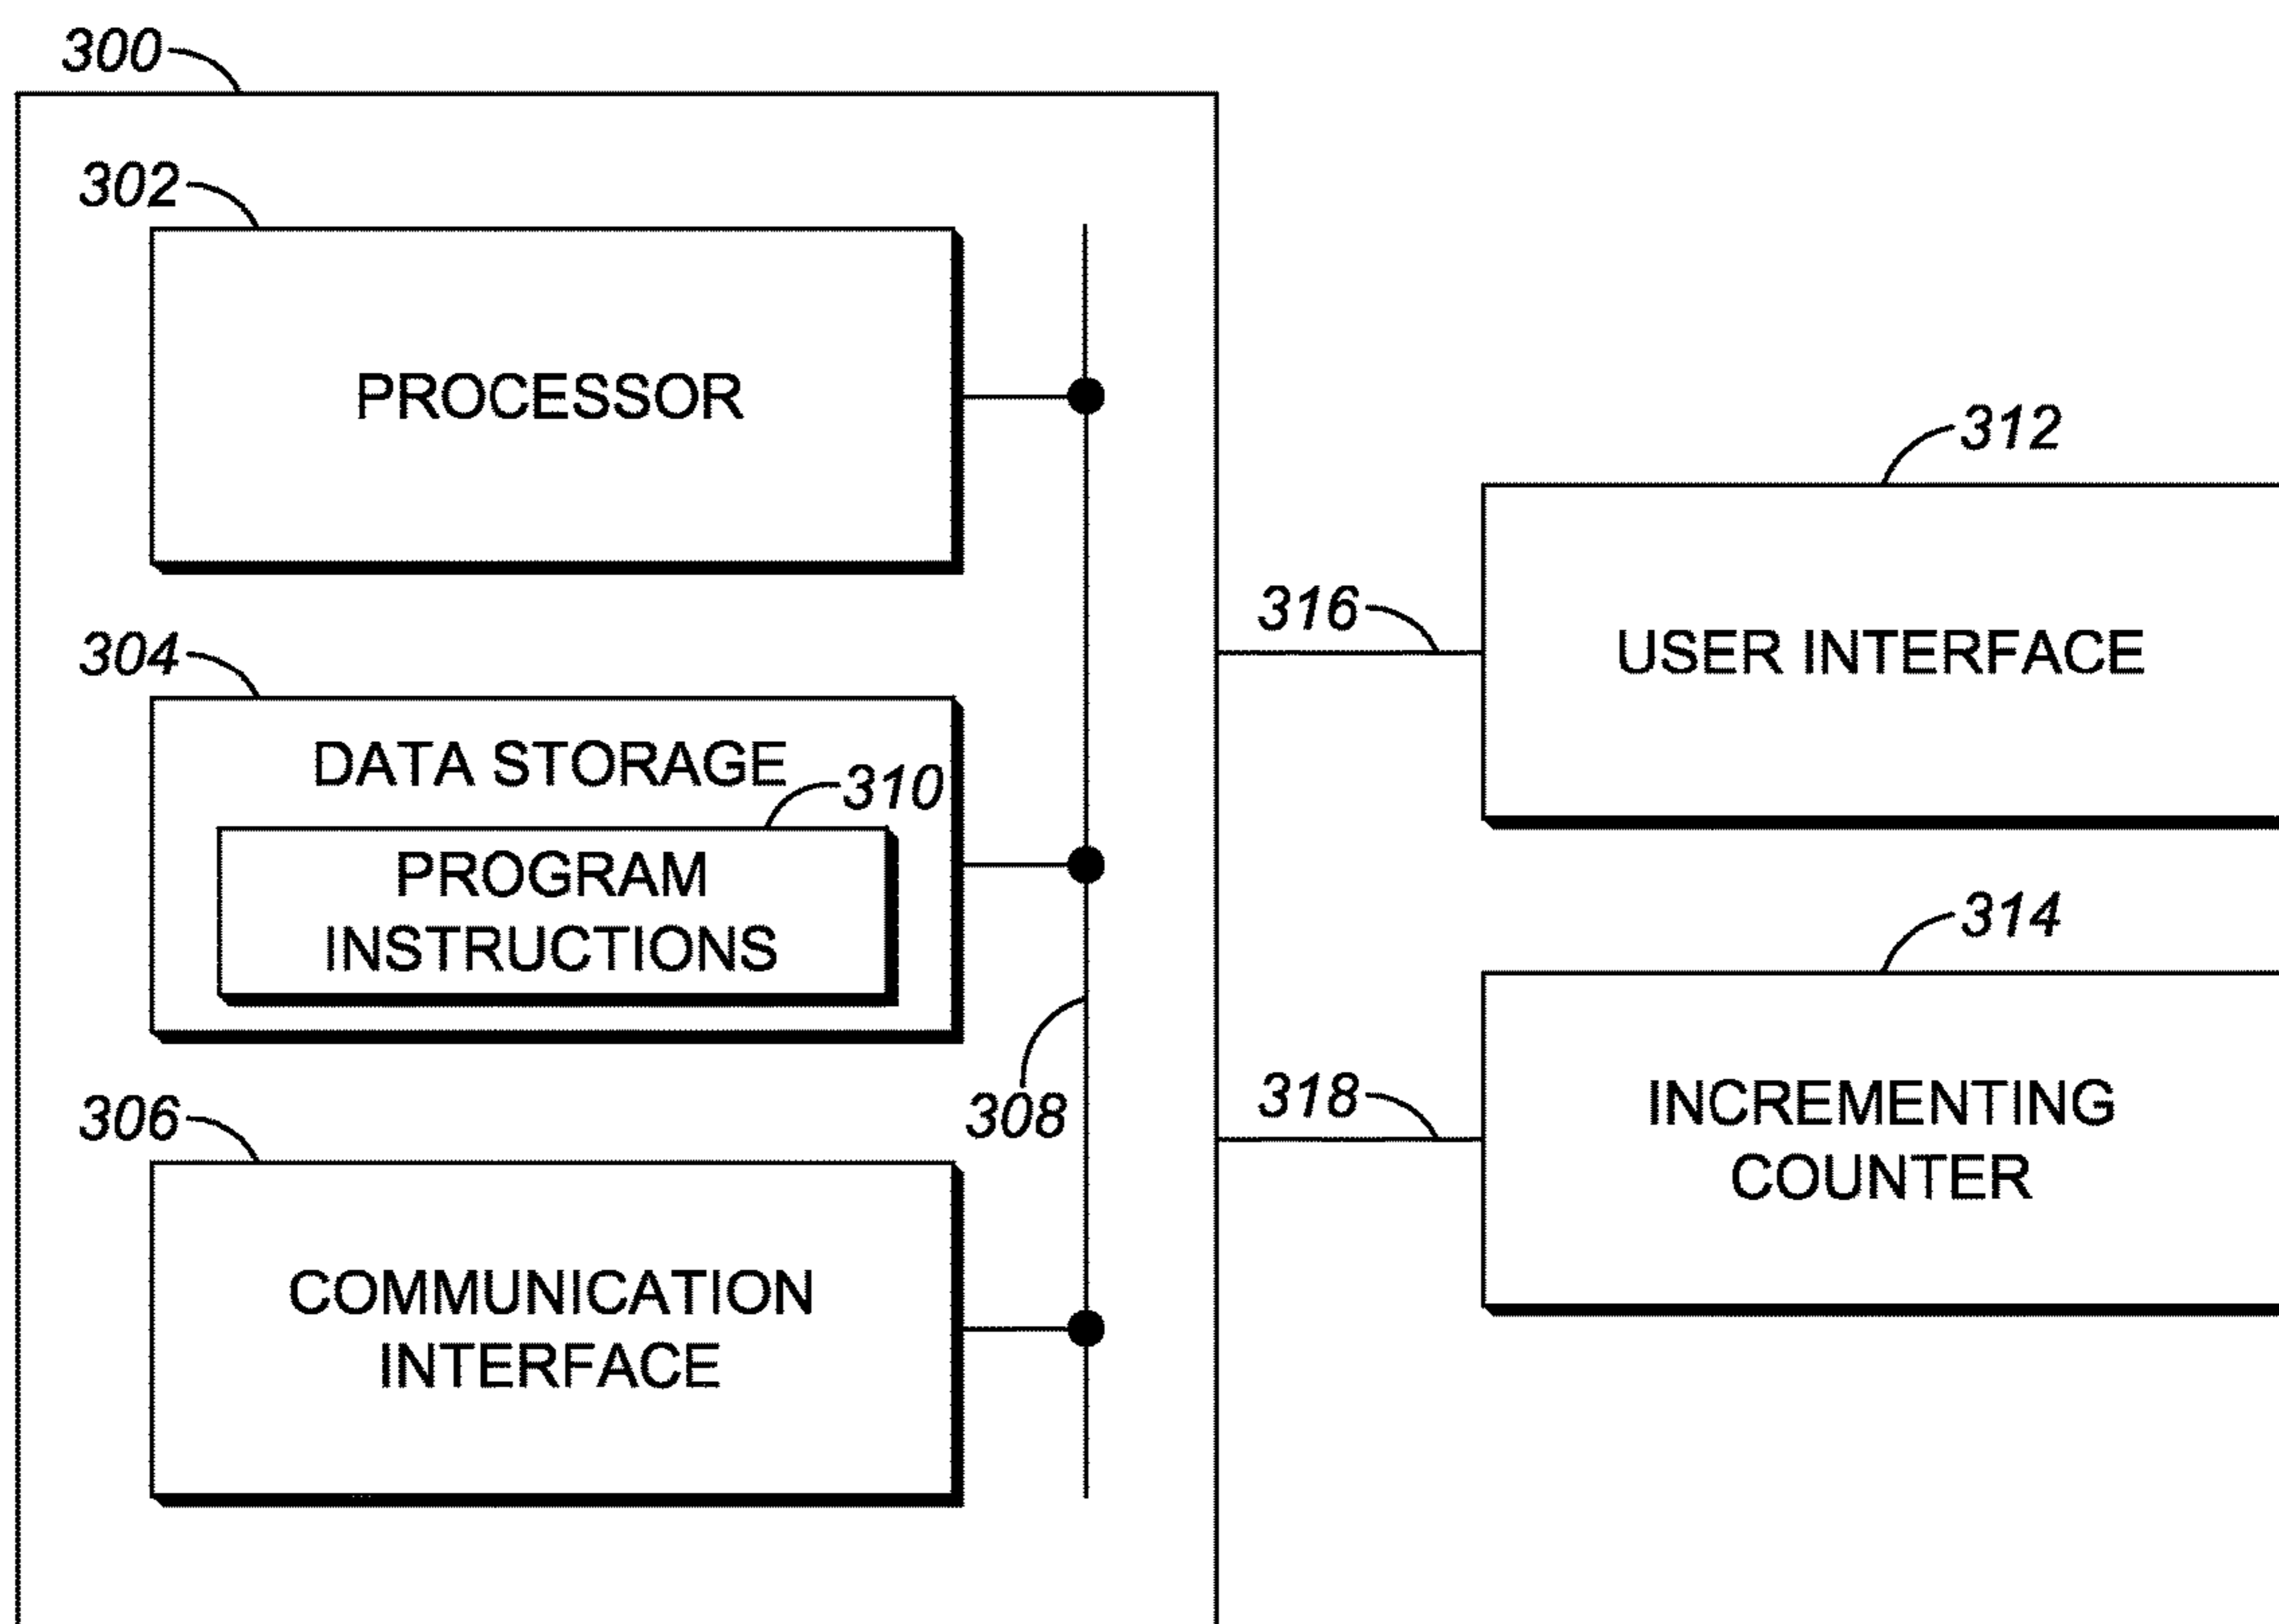 300
302
PROCESSOR
304
DATA STORAGE
310
PROGRAM
INSTRUCTIONS
306
COMMUNICATION
INTERFACE
308
312
316
USER INTERFACE
314
318
INCREMENTING
COUNTER